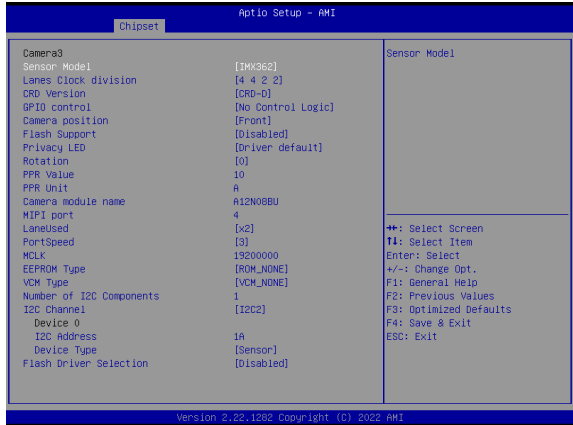 Aptio Setup - AMI
Chipset
Camera3
Sensor Model [IMX362]
Lanes Clock division [4 4 2 2]
CRD Version [CRD-D]
GPIO control [No Control Logic]
Camera position [Front]
Flash Support [Disabled]
Privacy LED [Driver default]
Rotation [0]
PPR Value 10
PPR Unit A
Camera module name A12N08BU
MIPI port 4
LaneUsed [x2]
PortSpeed [3]
MCLK 19200000
EEPROM Type [ROM_NONE]
VCM Type [VCM_NONE]
Number of I2C Components 1
I2C Channel [I2C2]
Device 0
I2C Address 1A
Device Type [Sensor]
Flash Driver Selection [Disabled]
Sensor Model
→←: Select Screen
↑↓: Select Item
Enter: Select
+/-: Change Opt.
F1: General Help
F2: Previous Values
F3: Optimized Defaults
F4: Save & Exit
ESC: Exit
Version 2.22.1282 Copyright (C) 2022 AMI